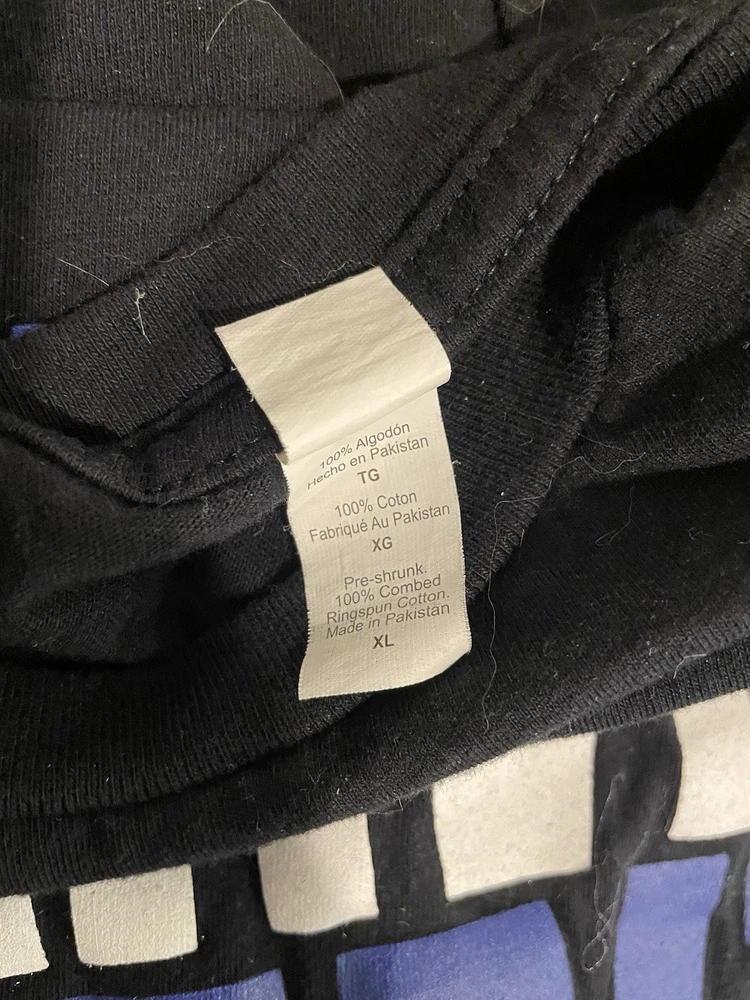 100% Algodón
Hecho en Pakistan
TG
100% Coton
Fabriqué Au Pakistan
XG
Pre-shrunk.
100% Combed
Ringspun Cotton.
Made in Pakistan
XL